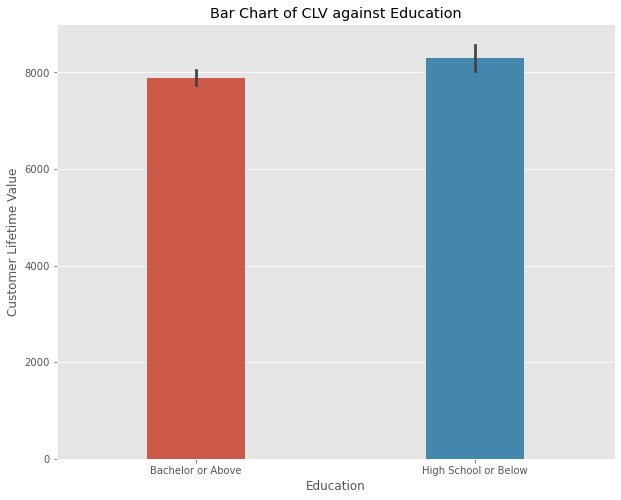 Bar Chart of CLV against Education
Customer Lifetime Value
8000
6000
4000
2000
0
Bachelor or Above
High School or Below
Education